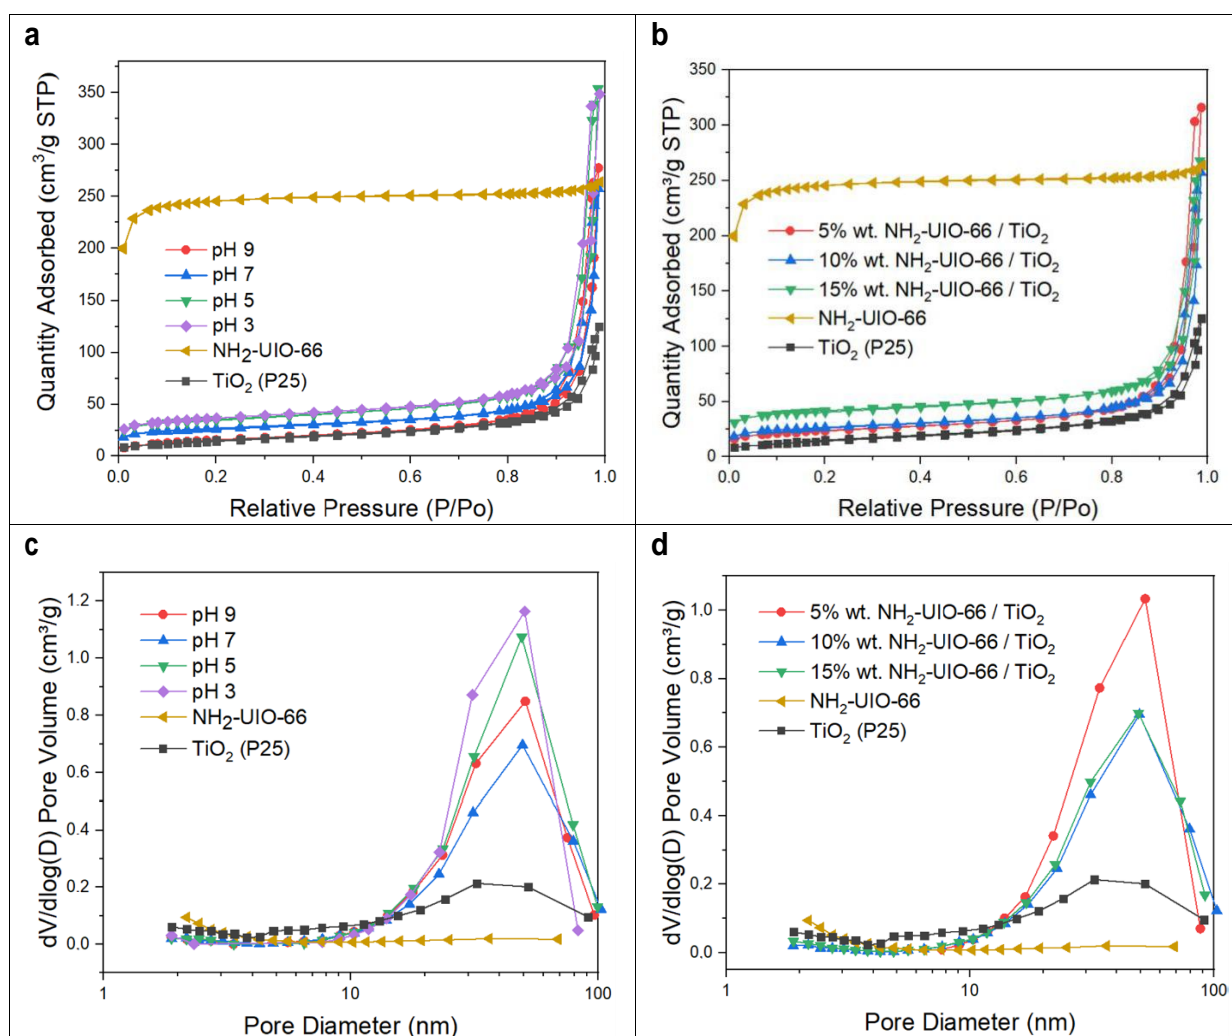 a
Quantity Adsorbed (cm³/g STP)
350
300
250
200
150
100
50
0
pH 9
pH 7
pH 5
pH 3
NH₂-UIO-66
TiO₂ (P25)
0.0 0.2 0.4 0.6 0.8 1.0
Relative Pressure (P/Po)
b
Quantity Adsorbed (cm³/g STP)
350
300
250
200
150
100
50
0
5% wt. NH₂-UIO-66 / TiO₂
10% wt. NH₂-UIO-66 / TiO₂
15% wt. NH₂-UIO-66 / TiO₂
NH₂-UIO-66
TiO₂ (P25)
0.0 0.2 0.4 0.6 0.8 1.0
Relative Pressure (P/Po)
c
dV/dlog(D) Pore Volume (cm³/g)
1.2
1.0
0.8
0.6
0.4
0.2
0.0
pH 9
pH 7
pH 5
pH 3
NH₂-UIO-66
TiO₂ (P25)
1 10 100
Pore Diameter (nm)
d
dV/dlog(D) Pore Volume (cm³/g)
1.0
0.8
0.6
0.4
0.2
0.0
5% wt. NH₂-UIO-66 / TiO₂
10% wt. NH₂-UIO-66 / TiO₂
15% wt. NH₂-UIO-66 / TiO₂
NH₂-UIO-66
TiO₂ (P25)
1 10 100
Pore Diameter (nm)